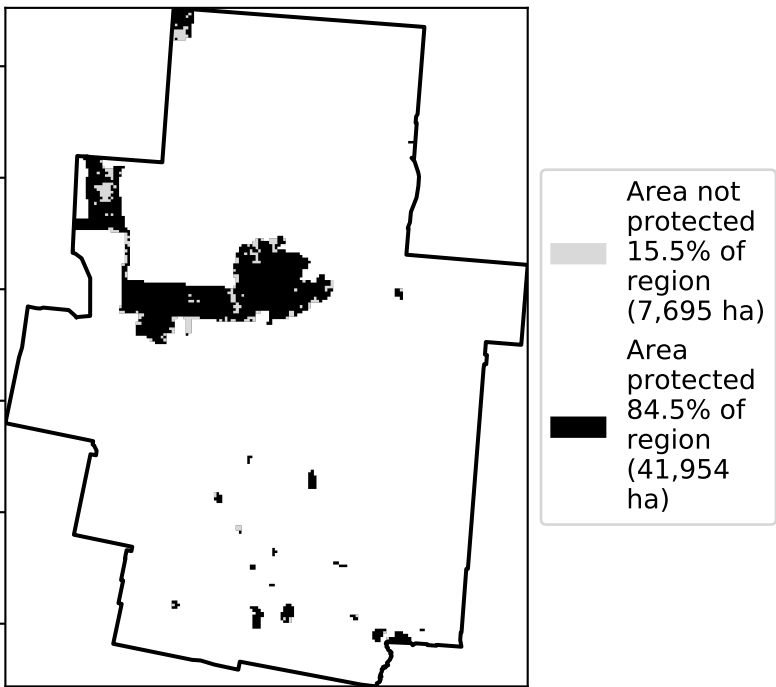 Area not
protected
15.5% of
region
(7,695 ha)
Area
protected
84.5% of
region
(41,954
ha)